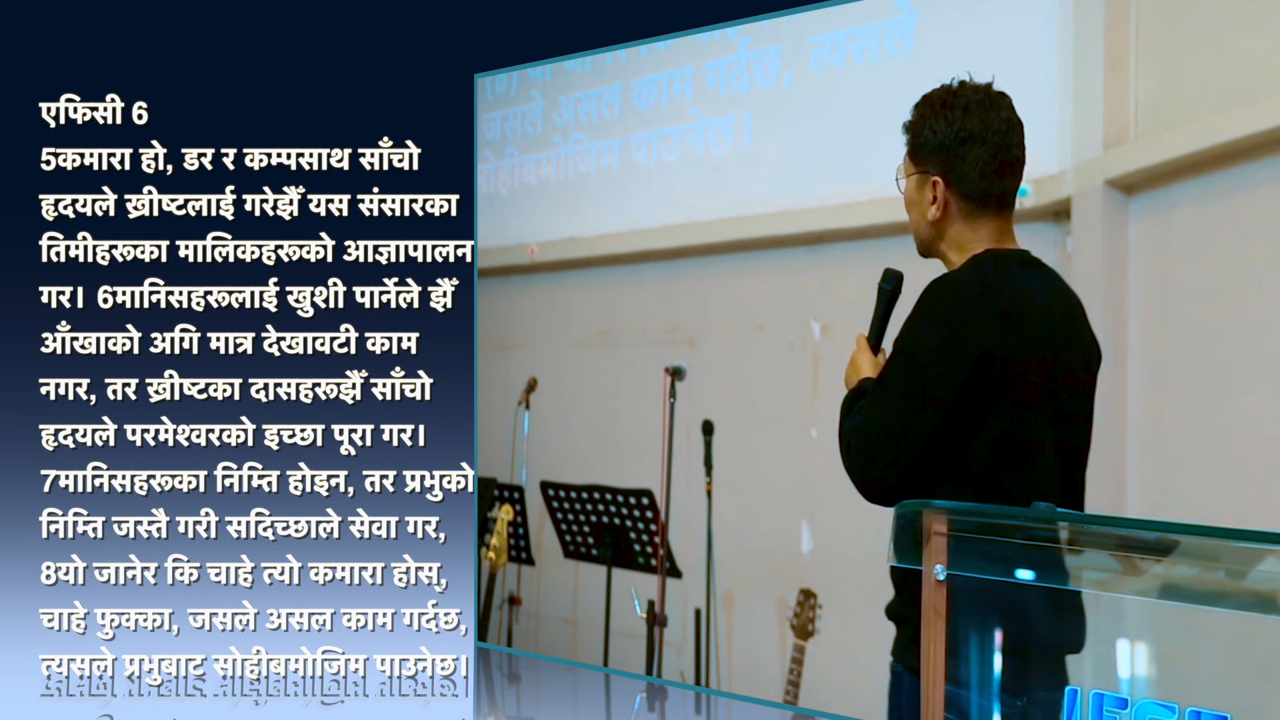 एफिसी 6
5कमारा हो, डर र कम्पसाथ साँचो
हृदयले ख्रीष्टलाई गरेझैँ यस संसारका
तिमीहरूका मालिकहरूको आज्ञापालन
गर। 6मानिसहरूलाई खुशी पार्नेले झैँ
आँखाको अगि मात्र देखावटी काम
नगर, तर ख्रीष्टका दासहरूझैँ साँचो
हृदयले परमेश्वरको इच्छा पूरा गर।
7मानिसहरूका निम्ति होइन, तर प्रभुको
निम्ति जस्तै गरी सदिच्छाले सेवा गर,
8यो जानेर कि चाहे त्यो कमारा होस्,
चाहे फुक्का, जसले असल काम गर्दछ,
त्यसले प्रभुबाट सोहीबमोजिम पाउनेछ।
(8) यो जानेर कि चाहे
जसले असल काम गर्दछ, त्यसले
सोहीबमोजिम पाउनेछ।